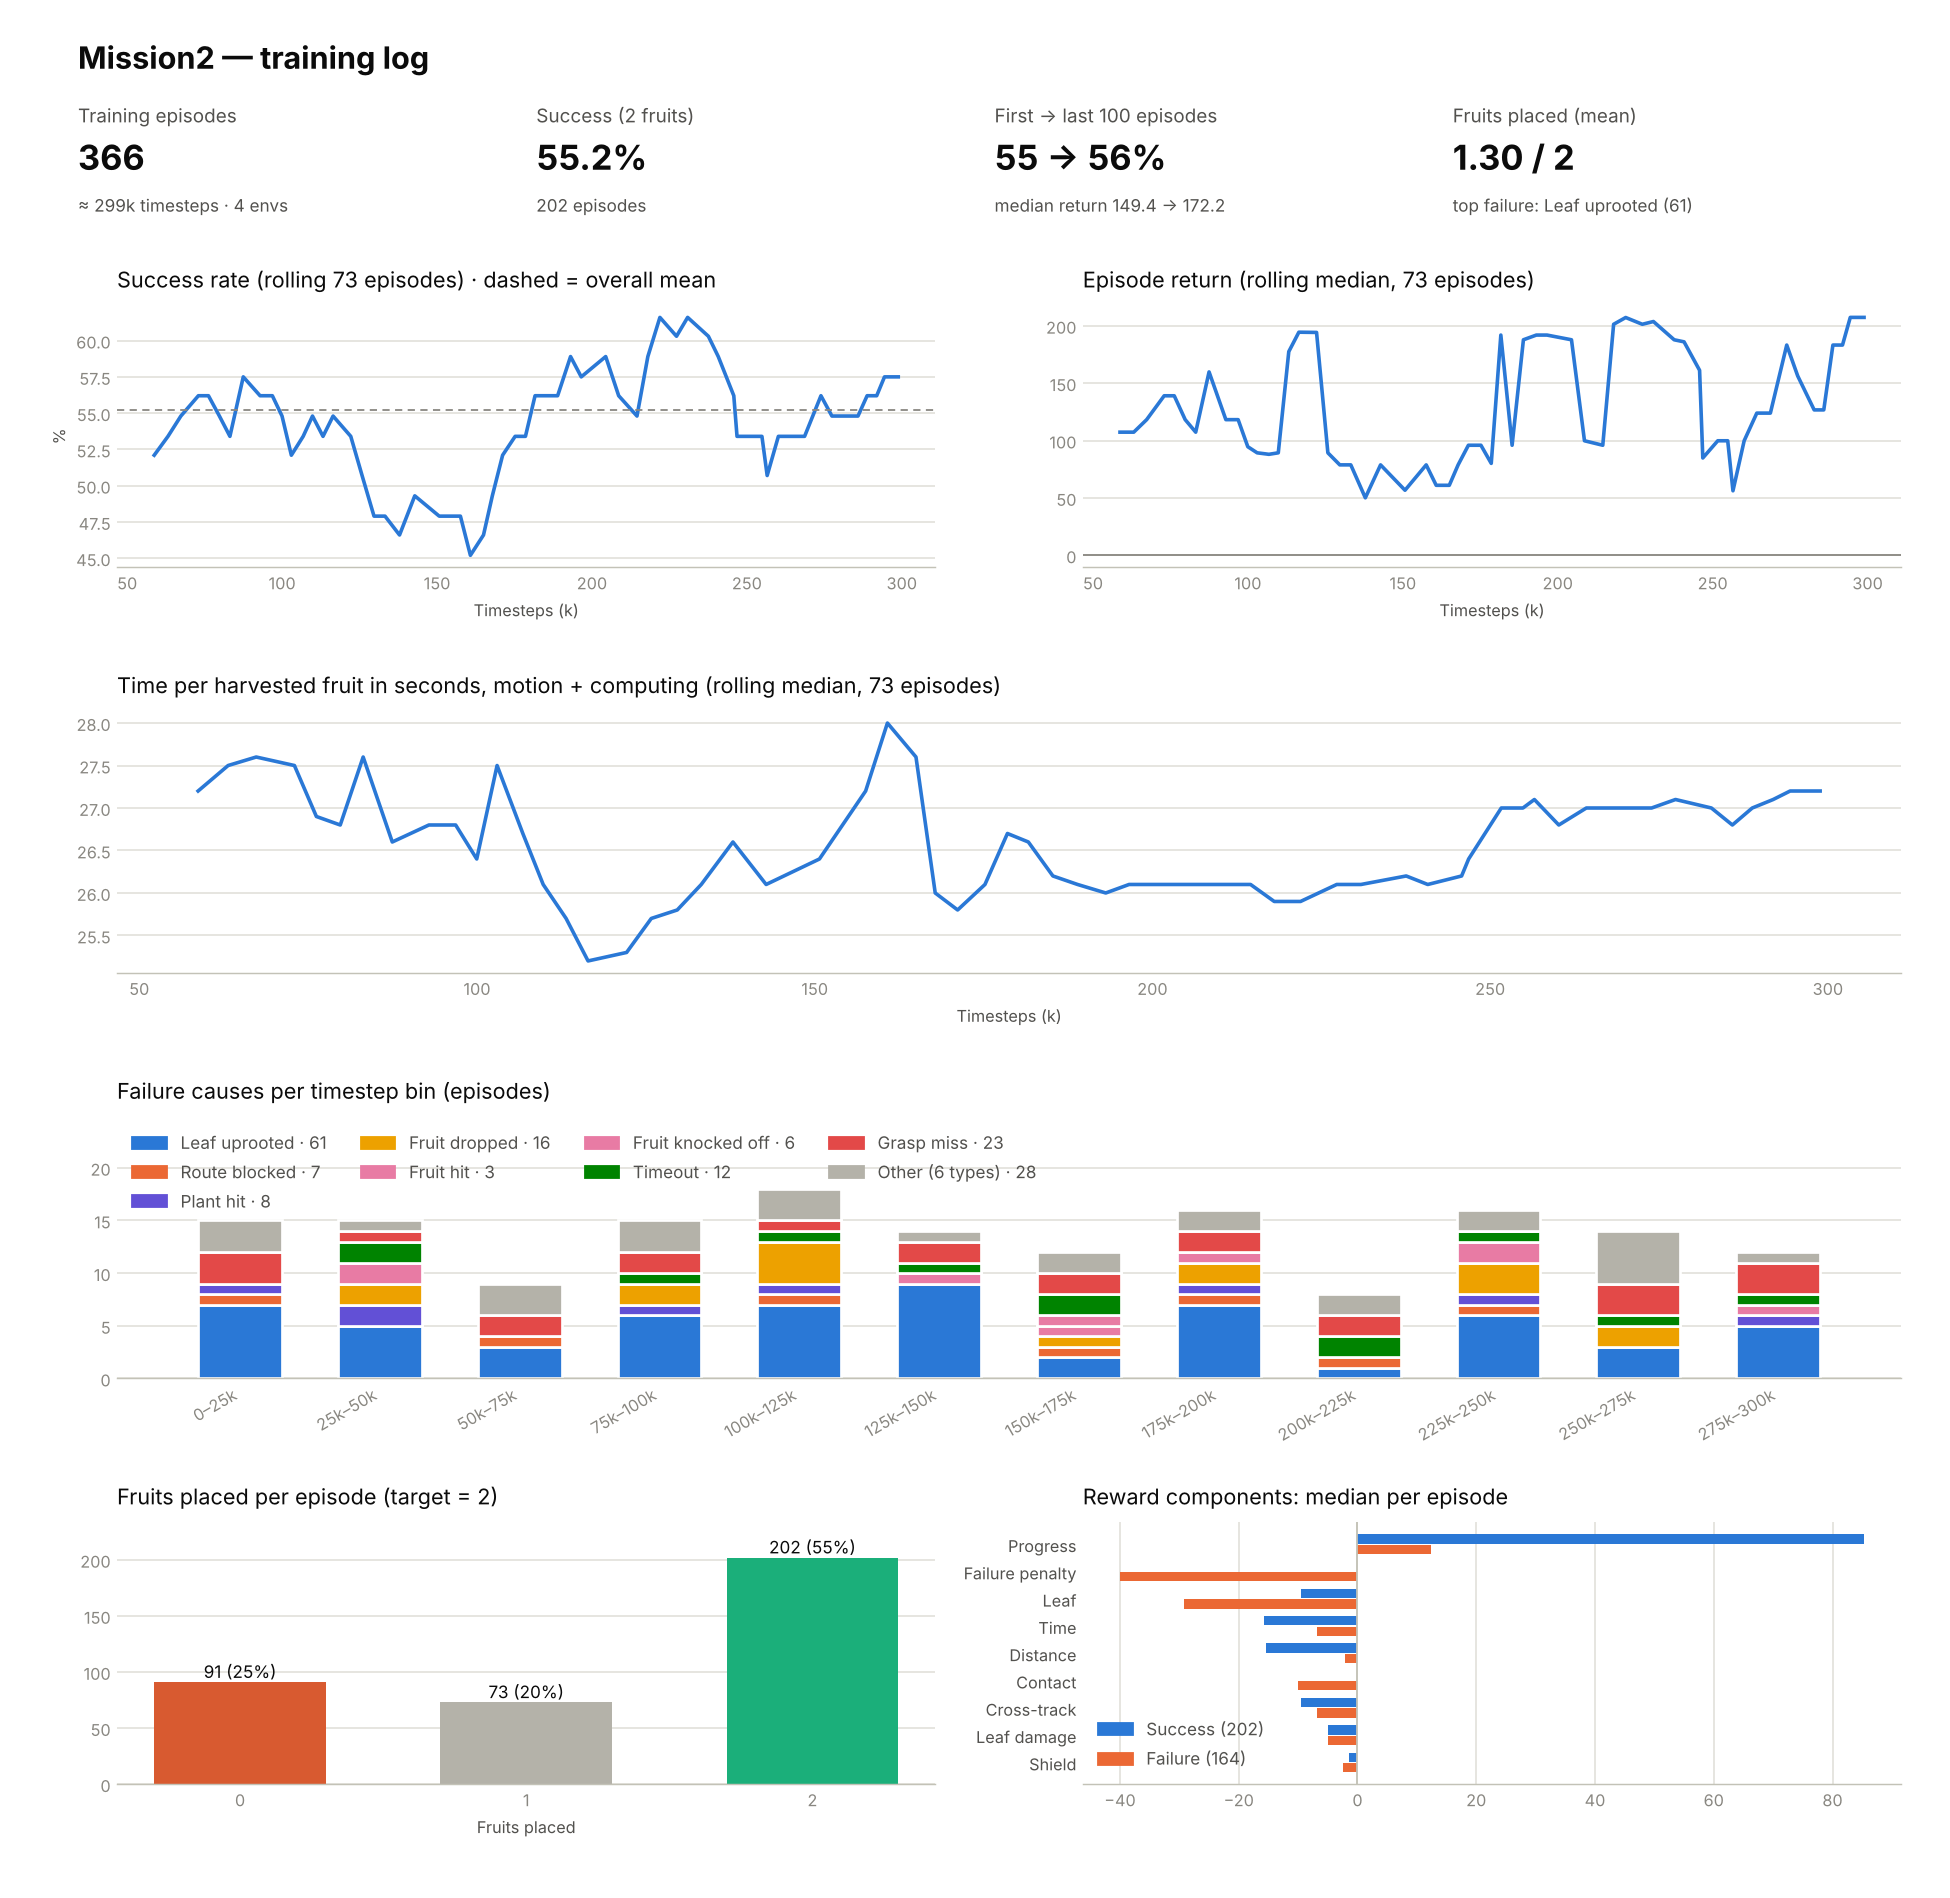 Mission2 — training log
Training episodes
366
≈ 299k timesteps · 4 envs
Success (2 fruits)
55.2%
202 episodes
First → last 100 episodes
55 → 56%
median return 149.4 → 172.2
Fruits placed (mean)
1.30 / 2
top failure: Leaf uprooted (61)
Success rate (rolling 73 episodes) · dashed = overall mean
60.0
57.5
55.0
52.5
50.0
47.5
45.0
%
50 100 150 200 250 300
Timesteps (k)
Episode return (rolling median, 73 episodes)
200
150
100
50
0
50 100 150 200 250 300
Timesteps (k)
Time per harvested fruit in seconds, motion + computing (rolling median, 73 episodes)
28.0
27.5
27.0
26.5
26.0
25.5
50 100 150 200 250 300
Timesteps (k)
Failure causes per timestep bin (episodes)
Leaf uprooted · 61
Route blocked · 7
Plant hit · 8
Fruit dropped · 16
Fruit hit · 3
Fruit knocked off · 6
Timeout · 12
Grasp miss · 23
Other (6 types) · 28
20
15
10
5
0
0–25k 25k–50k 50k–75k 75k–100k 100k–125k 125k–150k 150k–175k 175k–200k 200k–225k 225k–250k 250k–275k 275k–300k
Fruits placed per episode (target = 2)
200
150
100
50
0
91 (25%)
73 (20%)
202 (55%)
0 1 2
Fruits placed
Reward components: median per episode
Progress
Failure penalty
Leaf
Time
Distance
Contact
Cross-track
Leaf damage
Shield
Success (202)
Failure (164)
−40 −20 0 20 40 60 80